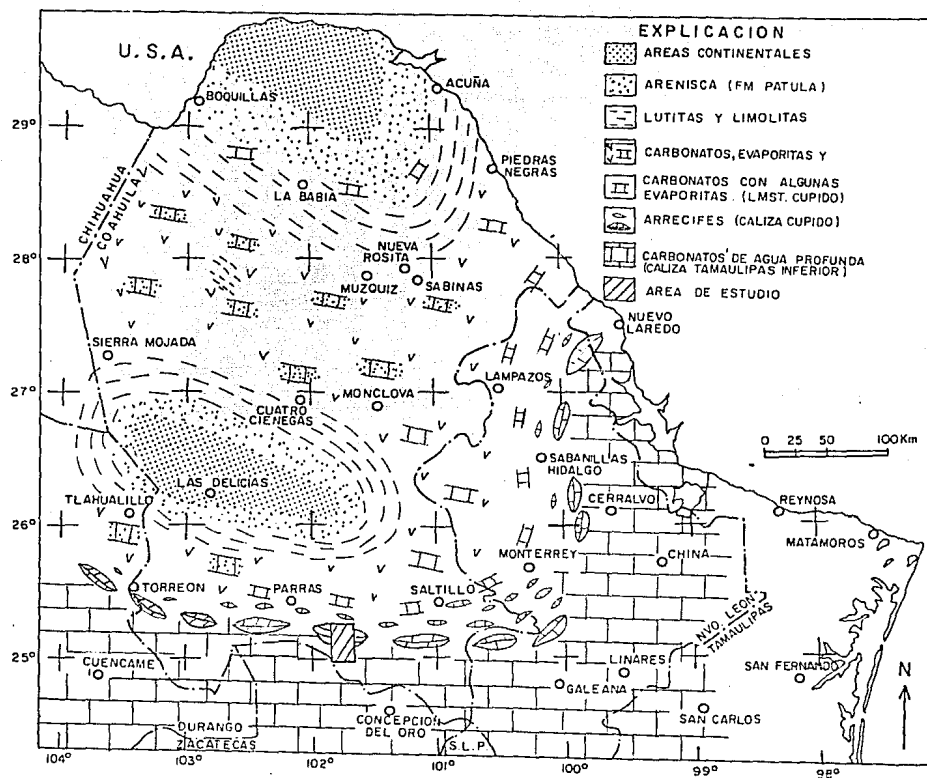 EXPLICACION
AREAS CONTINENTALES
ARENISCA (FM PATULA)
LUTITAS Y LIMOLITAS
CARBONATOS, EVAPORITAS Y
CARBONATOS CON ALGUNAS
EVAPORITAS. (LMST. CUPIDO)
ARRECIFES (CALIZA CUPIDO)
CARBONATOS DE AGUA PROFUNDA
(CALIZA TAMAULIPAS INFERIOR)
AREA DE ESTUDIO
U.S.A.
ACUÑA
BOQUILLAS
29°
PIEDRAS
NEGRAS
LA BABIA
CHIHUAHUA
COAHUILA
NUEVA
ROSITA
28°
MUZQUIZ
SABINAS
NUEVO
LAREDO
SIERRA MOJADA
27°
LAMPAZOS
MONCLOVA
CUATRO
CIENEGAS
0 25 50 100 Km
SABANILLAS
HIDALGO
LAS DELICIAS
TLAHUALILLO
CERRALVO
REYNOSA
26°
MATAMOROS
MONTERREY
CHINA
TORREON
PARRAS
SALTILLO
NVO. LEON
TAMAULIPAS
25°
CUENCAME
LINARES
SAN FERNANDO
N
GALEANA
SAN CARLOS
CONCEPCION
DEL ORO
DURANGO
ZACATECAS
S.L.P.
104° 103° 102° 101° 100° 99° 98°